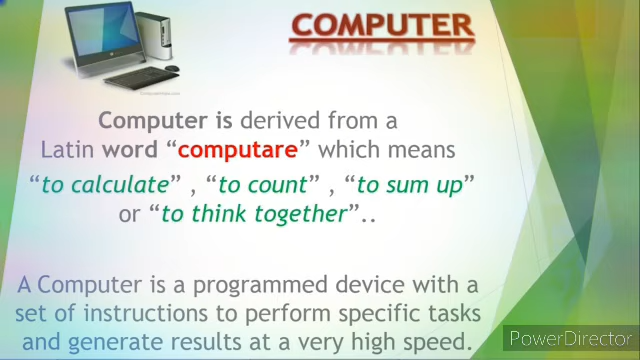 COMPUTER
Computer is derived from a
Latin word “computare” which means
“to calculate” , “to count” , “to sum up”
or “to think together”..
A Computer is a programmed device with a
set of instructions to perform specific tasks
and generate results at a very high speed.
PowerDirector